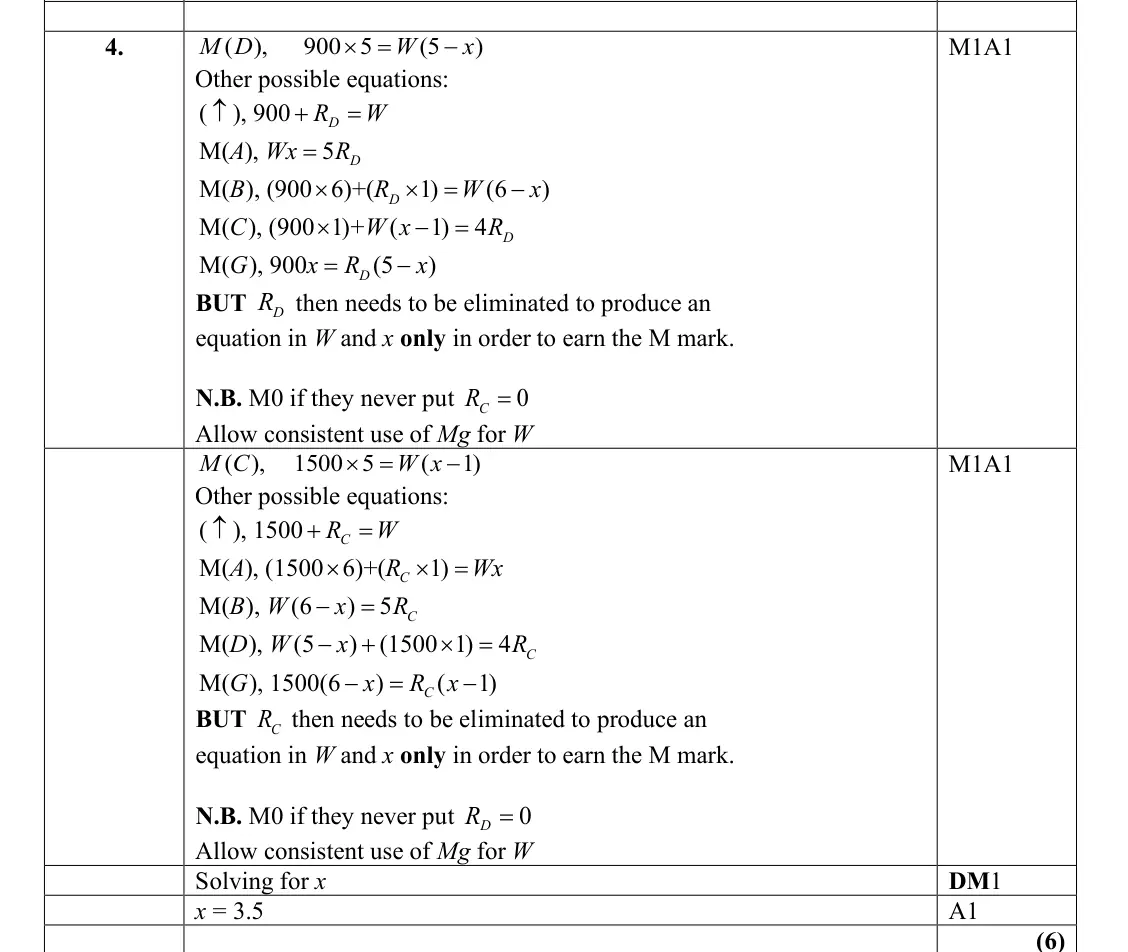 4.
M(D), 900 × 5 = W(5 − x)
M1A1
Other possible equations:
(↑), 900 + R_D = W
M(A), Wx = 5R_D
M(B), (900 × 6)+(R_D × 1) = W(6 − x)
M(C), (900 × 1)+W(x − 1) = 4R_D
M(G), 900x = R_D(5 − x)
BUT R_D then needs to be eliminated to produce an
equation in W and x only in order to earn the M mark.
N.B. M0 if they never put R_C = 0
Allow consistent use of Mg for W
M(C), 1500 × 5 = W(x − 1)
M1A1
Other possible equations:
(↑), 1500 + R_C = W
M(A), (1500 × 6)+(R_C × 1) = Wx
M(B), W(6 − x) = 5R_C
M(D), W(5 − x) + (1500 × 1) = 4R_C
M(G), 1500(6 − x) = R_C(x − 1)
BUT R_C then needs to be eliminated to produce an
equation in W and x only in order to earn the M mark.
N.B. M0 if they never put R_D = 0
Allow consistent use of Mg for W
Solving for x
DM1
x = 3.5
A1
(6)